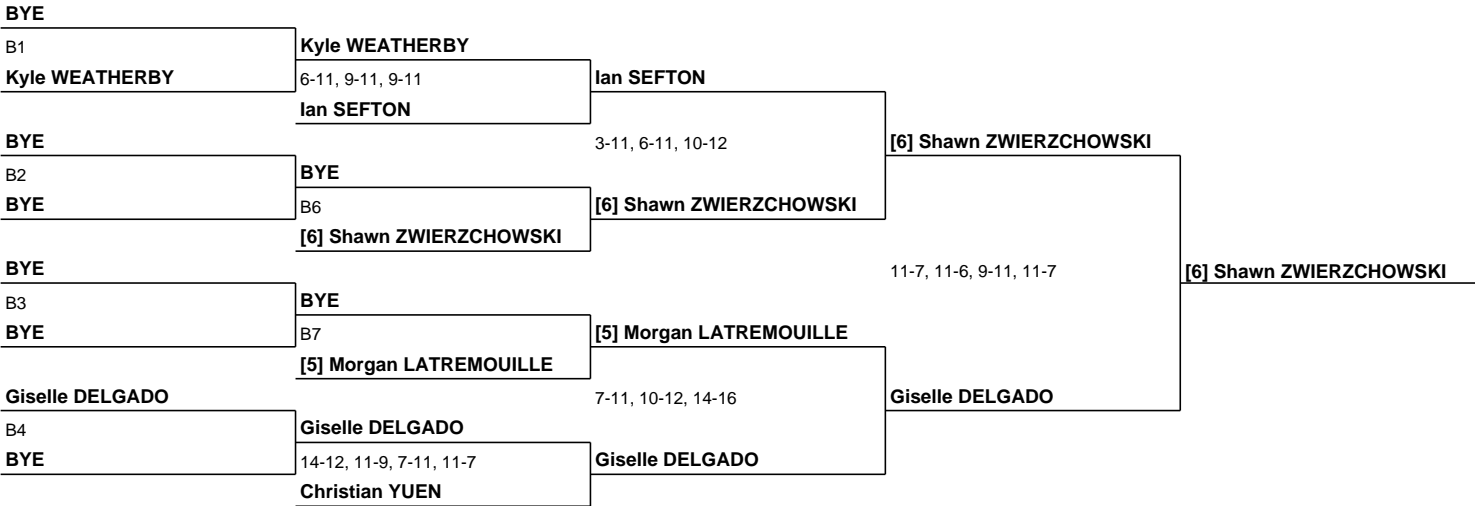 BYE
B1
Kyle WEATHERBY
BYE
B2
BYE
BYE
B3
BYE
Giselle DELGADO
B4
BYE
Kyle WEATHERBY
6-11, 9-11, 9-11
Ian SEFTON
BYE
B6
[6] Shawn ZWIERZCHOWSKI
BYE
B7
[5] Morgan LATREMOUILLE
Giselle DELGADO
14-12, 11-9, 7-11, 11-7
Christian YUEN
Ian SEFTON
3-11, 6-11, 10-12
[6] Shawn ZWIERZCHOWSKI
[5] Morgan LATREMOUILLE
7-11, 10-12, 14-16
Giselle DELGADO
[6] Shawn ZWIERZCHOWSKI
11-7, 11-6, 9-11, 11-7
Giselle DELGADO
[6] Shawn ZWIERZCHOWSKI